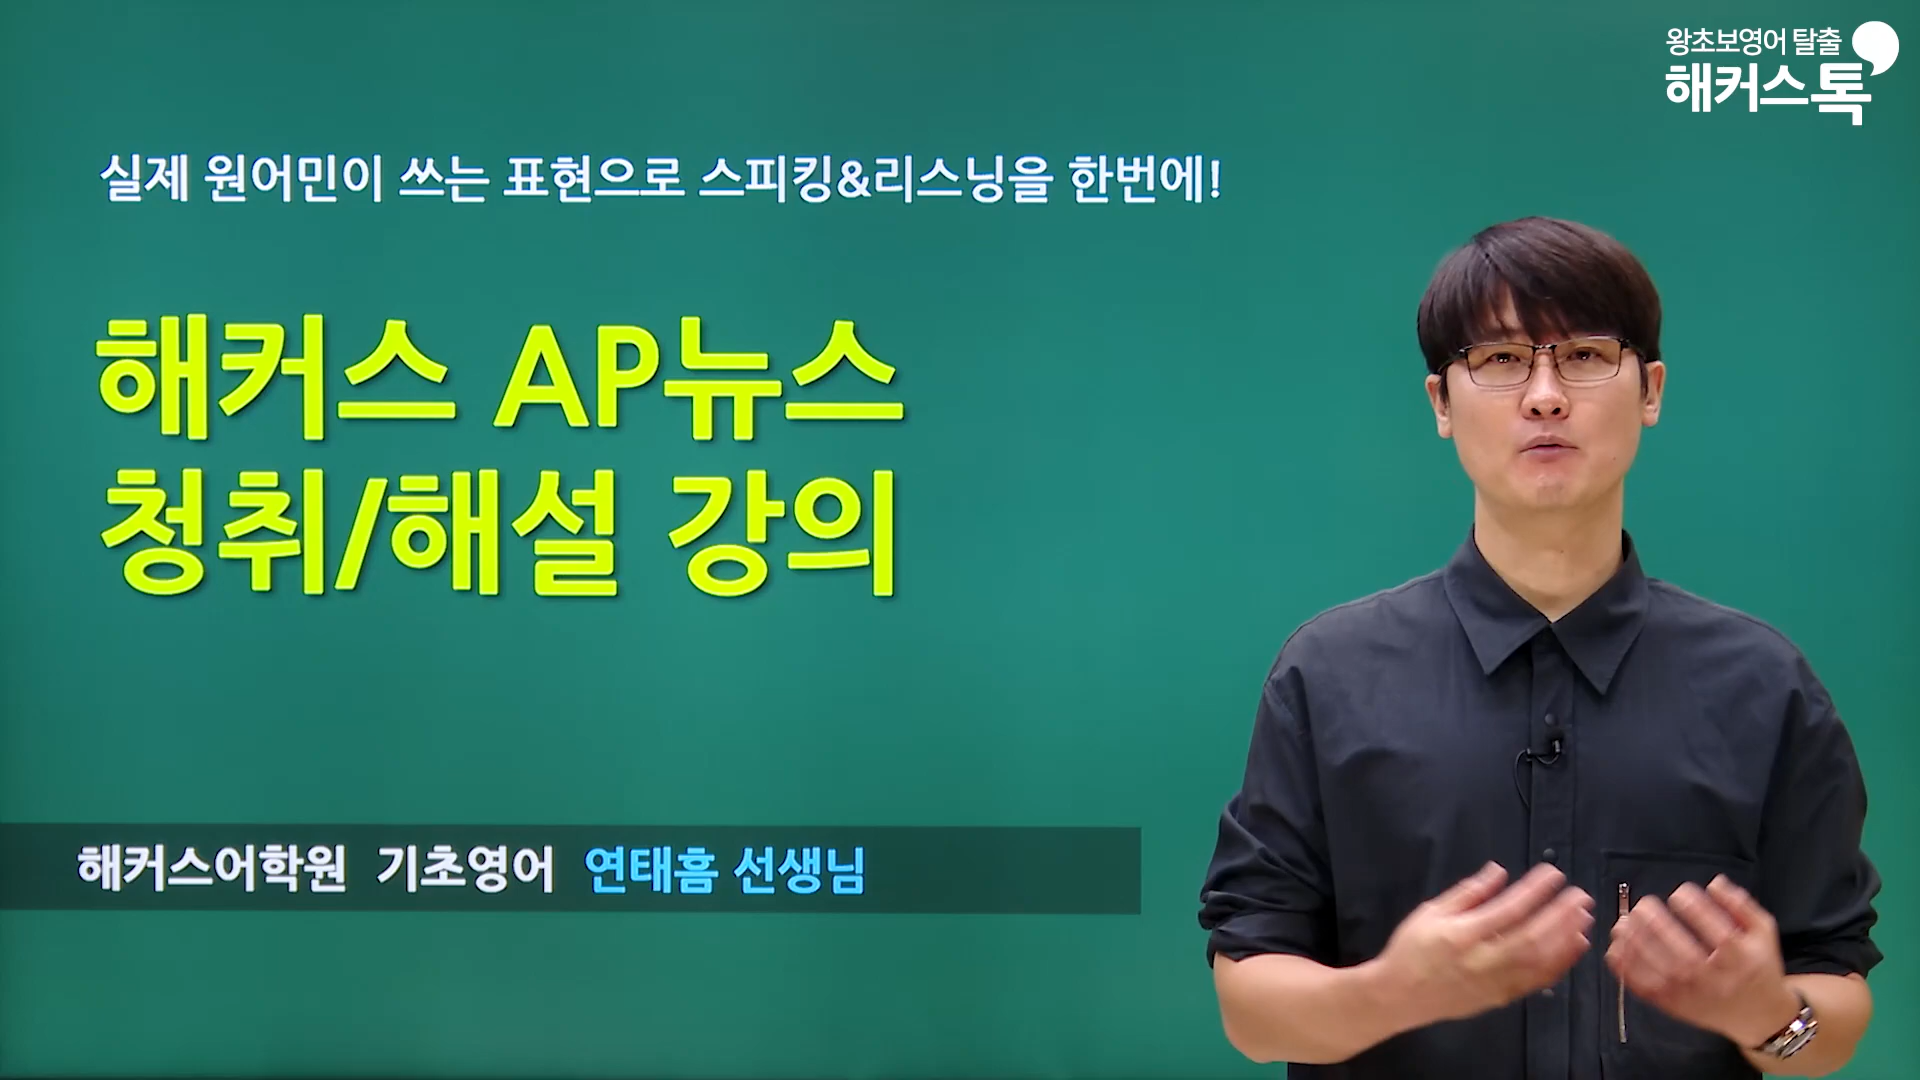 왕초보영어 탈출
해커스톡
실제 원어민이 쓰는 표현으로 스피킹&리스닝을 한번에!
해커스 AP뉴스
청취/해설 강의
해커스어학원 기초영어 연태흠 선생님